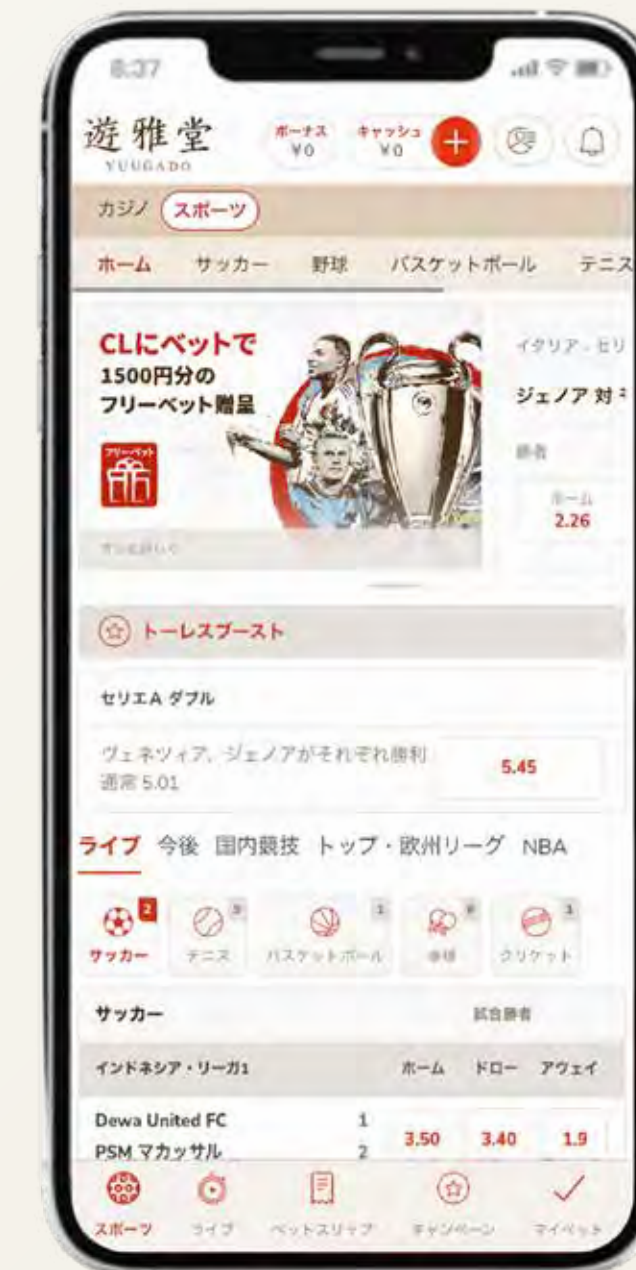 8:37
遊雅堂
YUUGADO
ボーナス
¥0
キャッシュ
¥0
カジノ スポーツ
ホーム サッカー 野球 バスケットボール テニス
CLにベットで
1500円分の
フリーベット贈呈
フリーベット
イタリア - セリ
ジェノア 対
勝者
ホーム
2.26
トーレスブースト
セリエA ダブル
ヴェネツィア、ジェノアがそれぞれ勝利
通常 5.01
5.45
ライブ 今後 国内競技 トップ・欧州リーグ NBA
2 1 1
サッカー テニス バスケットボール 卓球 クリケット
サッカー 試合勝者
インドネシア・リーガ1 ホーム ドロー アウェイ
Dewa United FC 1
PSM マカッサル 2
3.50 3.40 1.9
スポーツ ライブ ベットスリップ キャンペーン マイベット